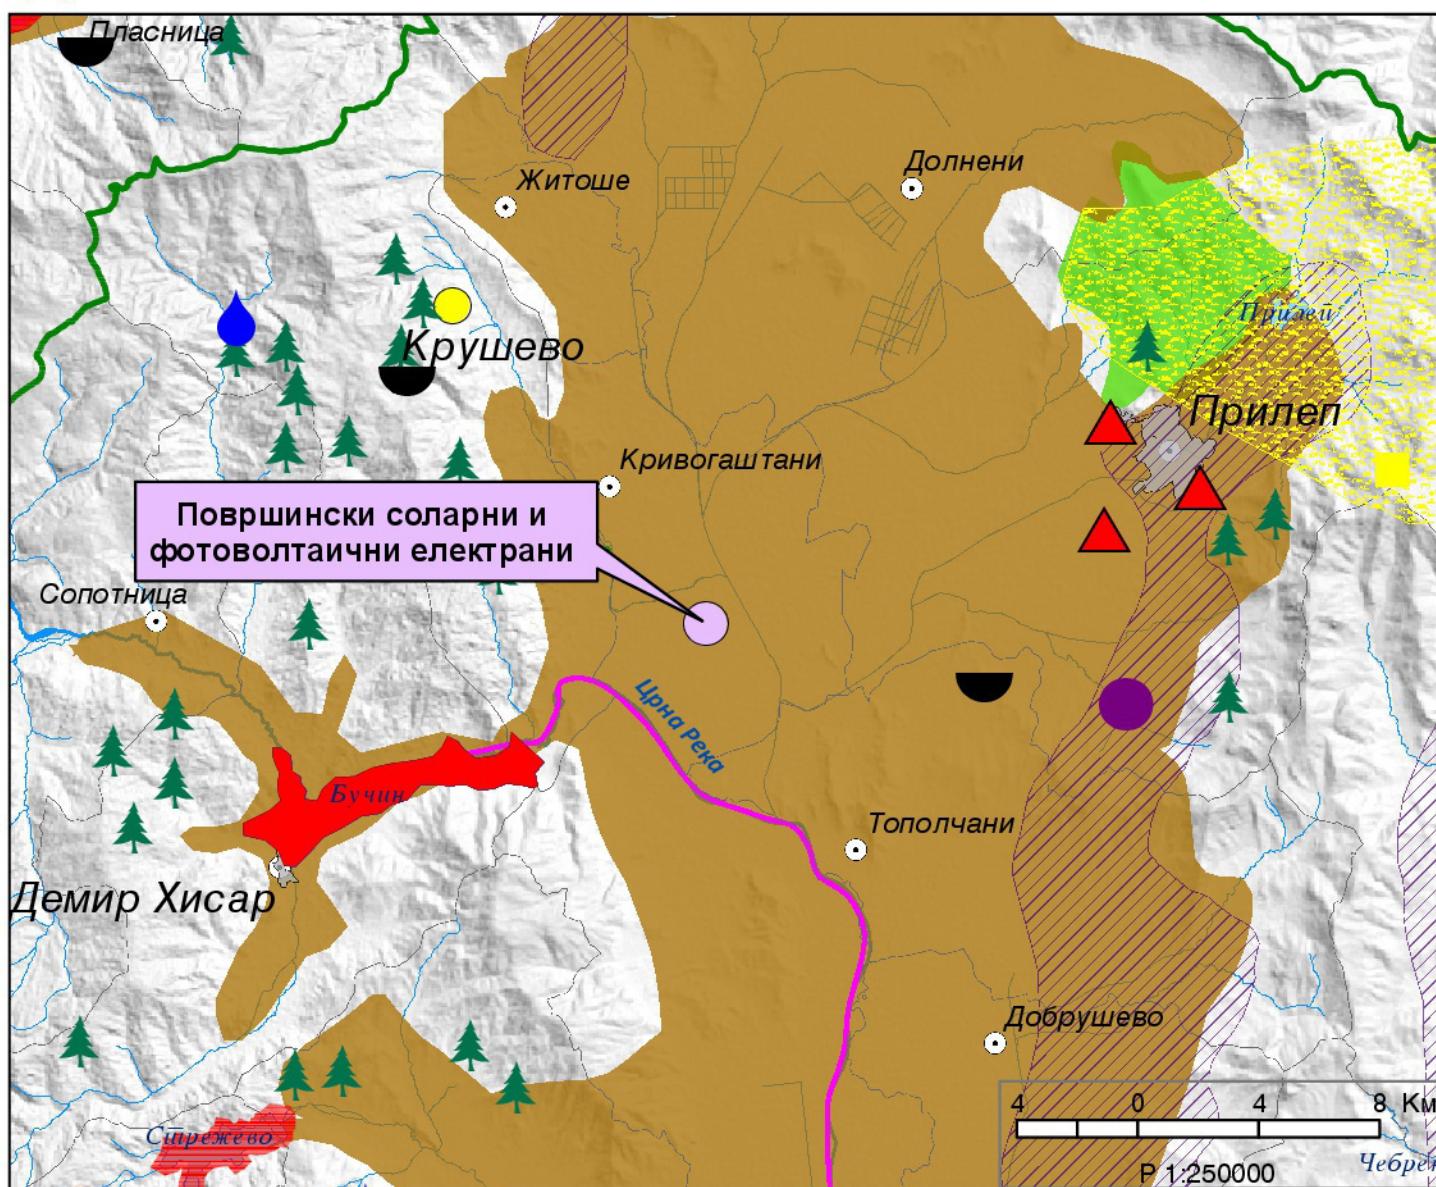 Пласница
Житоше
Долнени
Прилеп
Крушево
Прилеп
Кривогаштани
Површински соларни и
фотоволтаични електрани
Сопотница
Црна Река
Бучин
Тополчани
Демир Хисар
Добрушево
4 0 4 8 Км
Стрежево
Р 1:250000